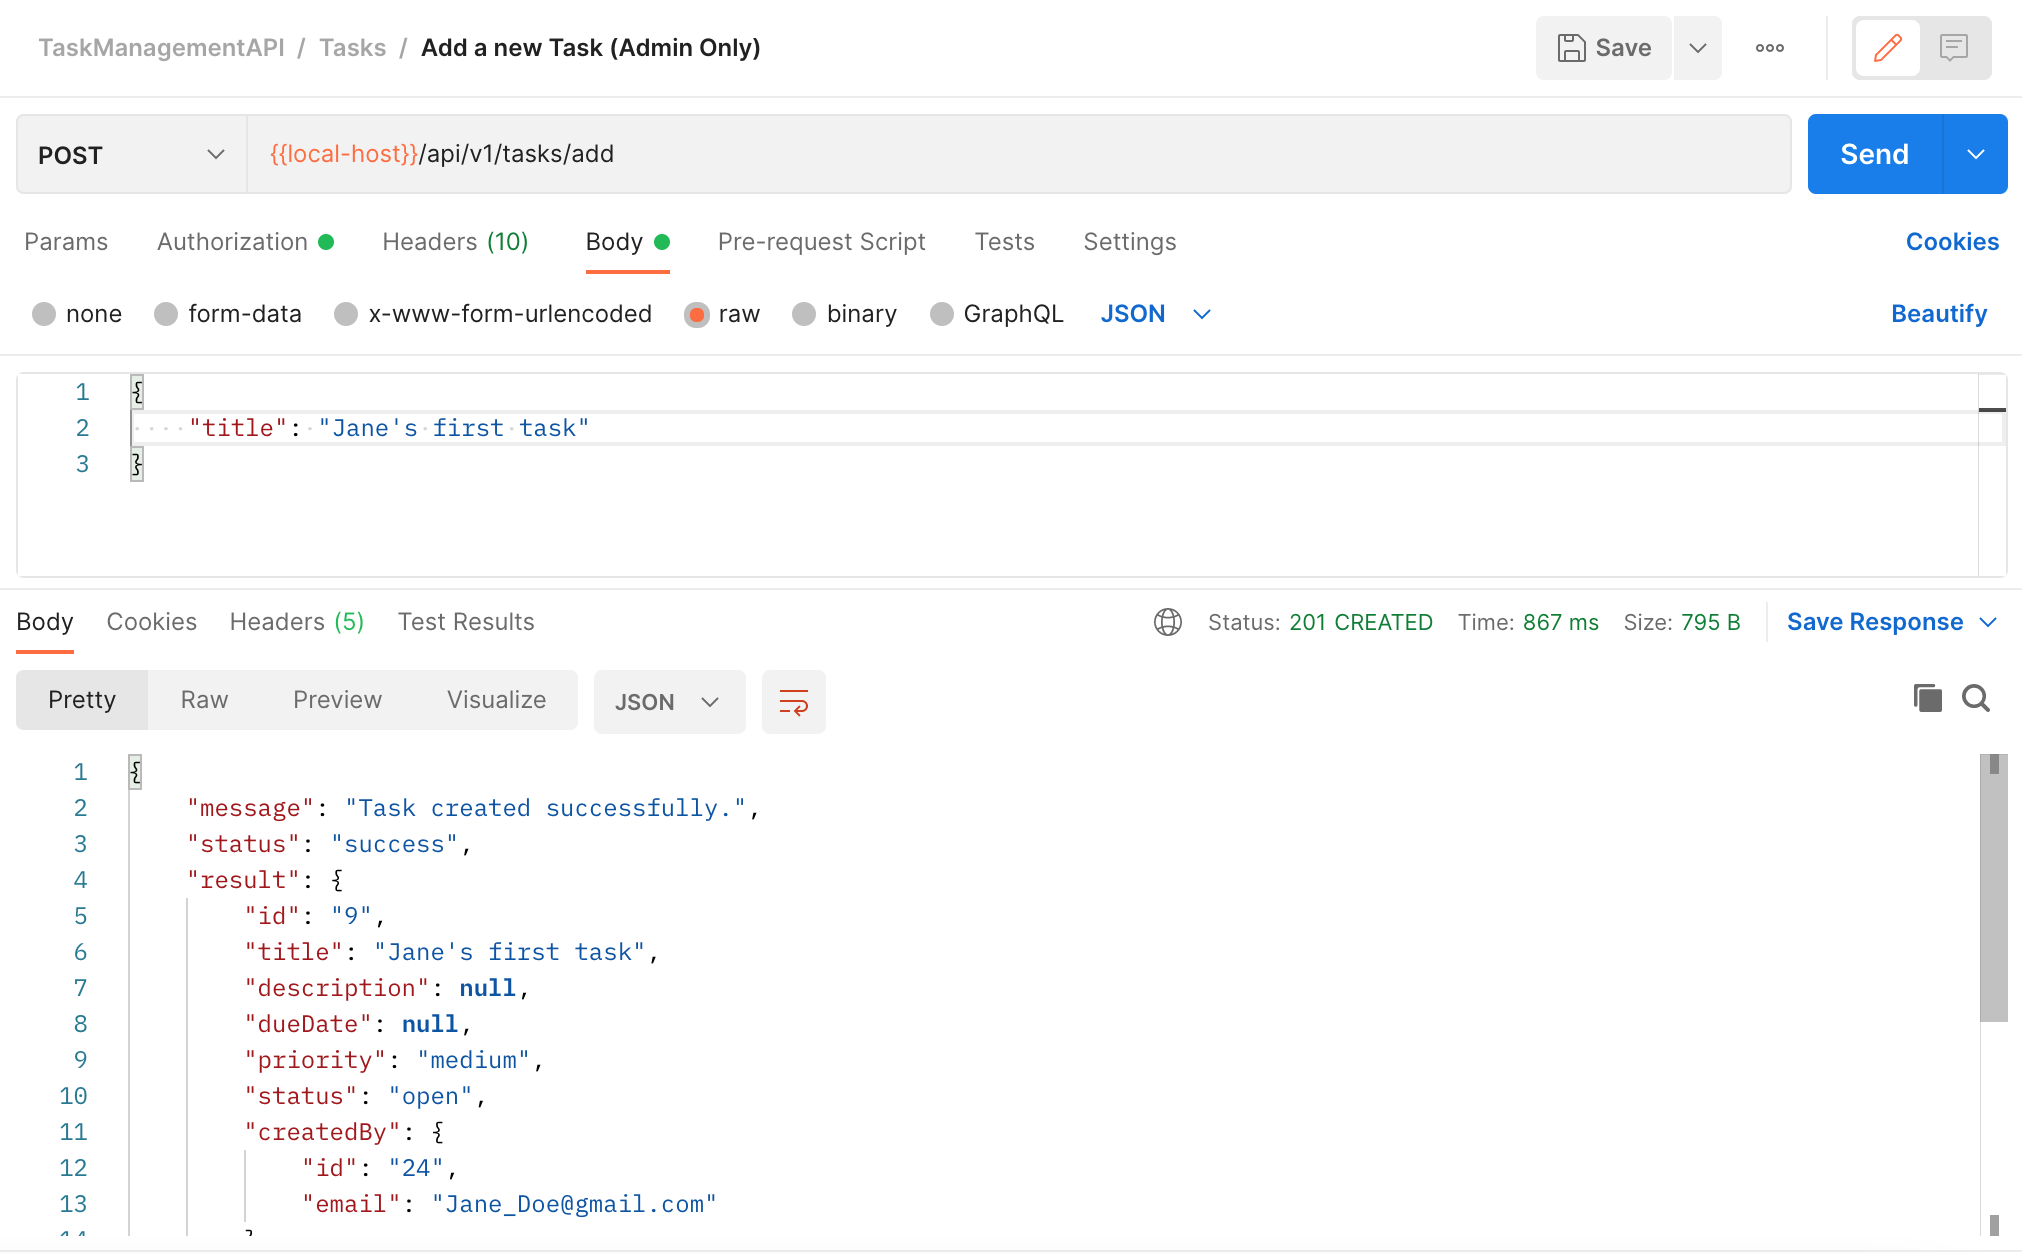 TaskManagementAPI / Tasks / Add a new Task (Admin Only)
Save
POST
{{local-host}}/api/v1/tasks/add
Send
Params Authorization Headers (10) Body Pre-request Script Tests Settings Cookies
none form-data x-www-form-urlencoded raw binary GraphQL JSON Beautify
1 {
2 "title": "Jane's first task"
3 }
Body Cookies Headers (5) Test Results Status: 201 CREATED Time: 867 ms Size: 795 B Save Response
Pretty Raw Preview Visualize JSON
1 {
2 "message": "Task created successfully.",
3 "status": "success",
4 "result": {
5 "id": "9",
6 "title": "Jane's first task",
7 "description": null,
8 "dueDate": null,
9 "priority": "medium",
10 "status": "open",
11 "createdBy": {
12 "id": "24",
13 "email": "Jane_Doe@gmail.com"